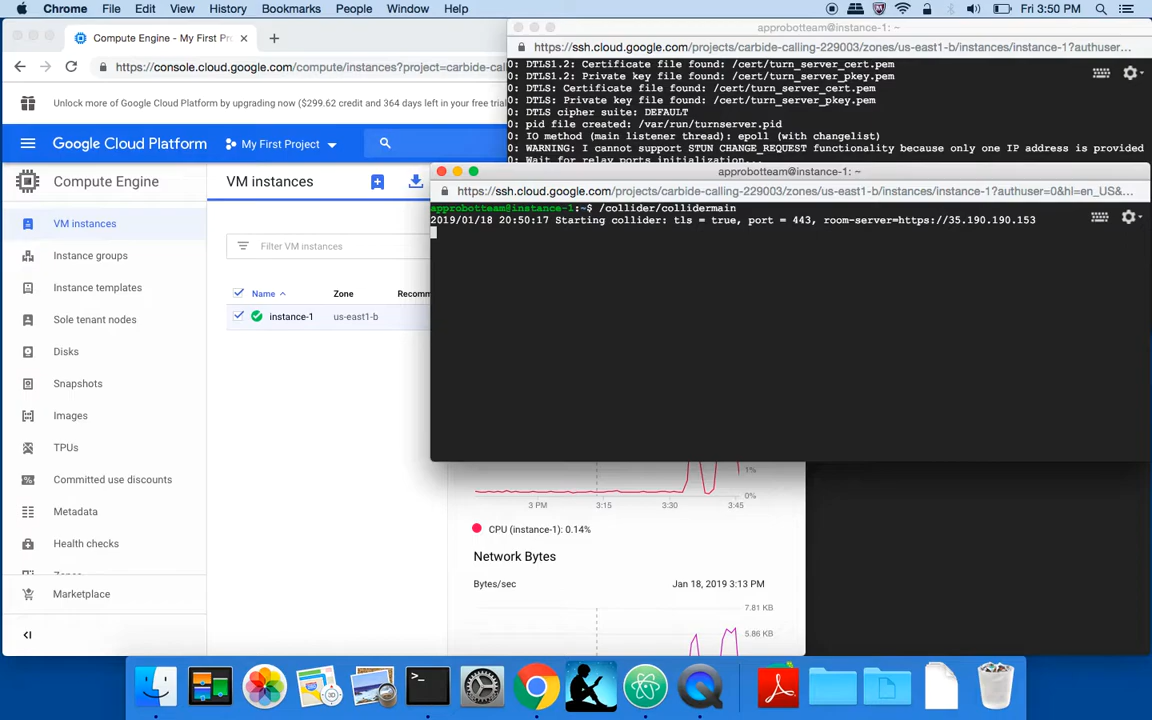 Chrome File Edit View History Bookmarks People Window Help
Fri 3:50 PM
Compute Engine - My First Pr
approbotteam@instance-1: ~
https://console.cloud.google.com/compute/instances?project=carbide-cal
https://ssh.cloud.google.com/projects/carbide-calling-229003/zones/us-east1-b/instances/instance-1?authuser...
0: DTLS1.2: Certificate file found: /cert/turn_server_cert.pem
0: DTLS1.2: Private key file found: /cert/turn_server_pkey.pem
0: DTLS: Certificate file found: /cert/turn_server_cert.pem
0: DTLS: Private key file found: /cert/turn_server_pkey.pem
0: DTLS cipher suite: DEFAULT
0: pid file created: /var/run/turnserver.pid
0: IO method (main listener thread): epoll (with changelist)
0: WARNING: I cannot support STUN CHANGE_REQUEST functionality because only one IP address is provided
0: Wait for relay ports initialization...
Unlock more of Google Cloud Platform by upgrading now ($299.62 credit and 364 days left in your free tria
Google Cloud Platform
My First Project
Compute Engine
VM instances
approbotteam@instance-1: ~
https://ssh.cloud.google.com/projects/carbide-calling-229003/zones/us-east1-b/instances/instance-1?authuser=0&hl=en_US&...
approbotteam@instance-1:~$ /collider/collidermain
2019/01/18 20:50:17 Starting collider: tls = true, port = 443, room-server=https://35.190.190.153
VM instances
Instance groups
Instance templates
Sole tenant nodes
Disks
Snapshots
Images
TPUs
Committed use discounts
Metadata
Health checks
Marketplace
Filter VM instances
Name Zone Recomm
instance-1 us-east1-b
1%
0%
3 PM 3:15 3:30 3:45
CPU (instance-1): 0.14%
Network Bytes
Bytes/sec Jan 18, 2019 3:13 PM
7.81 KB
5.86 KB